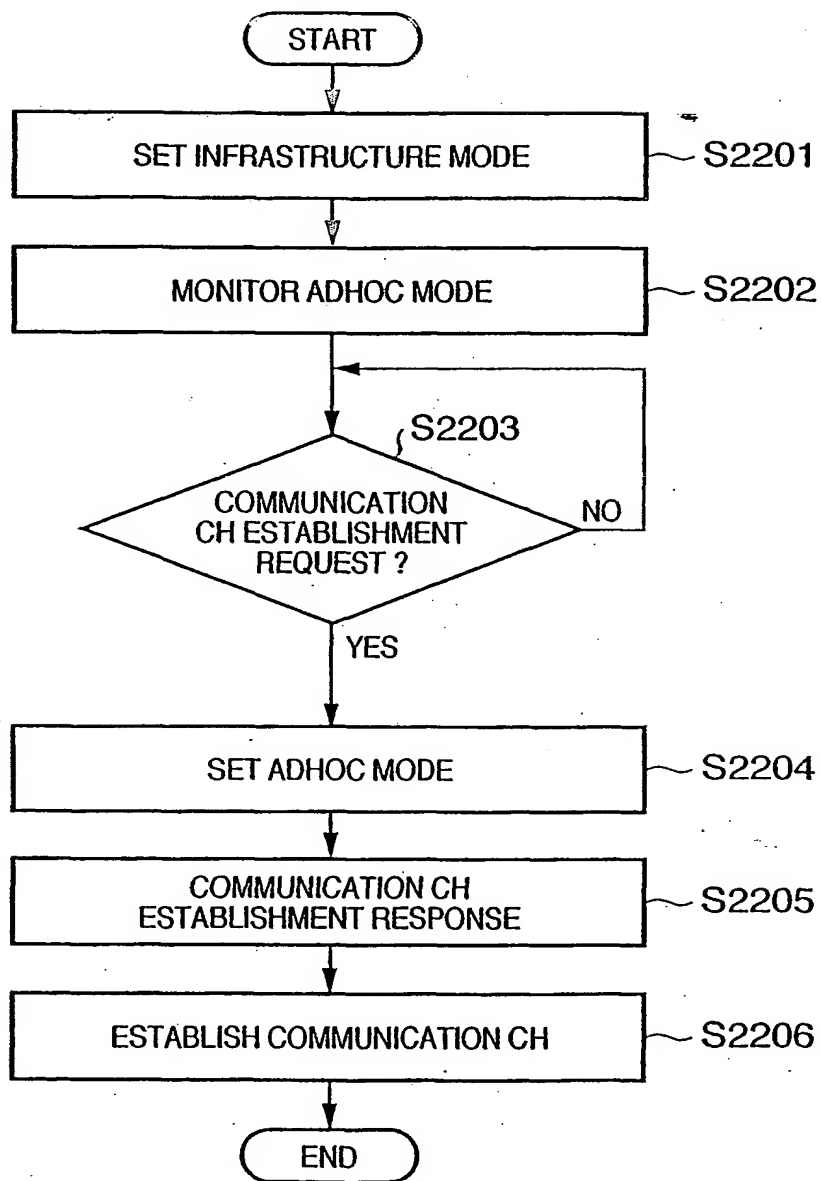 START
SET INFRASTRUCTURE MODE
S2201
MONITOR ADHOC MODE
S2202
S2203
COMMUNICATION
CH ESTABLISHMENT
REQUEST ?
NO
YES
SET ADHOC MODE
S2204
COMMUNICATION CH
ESTABLISHMENT RESPONSE
S2205
ESTABLISH COMMUNICATION CH
S2206
END